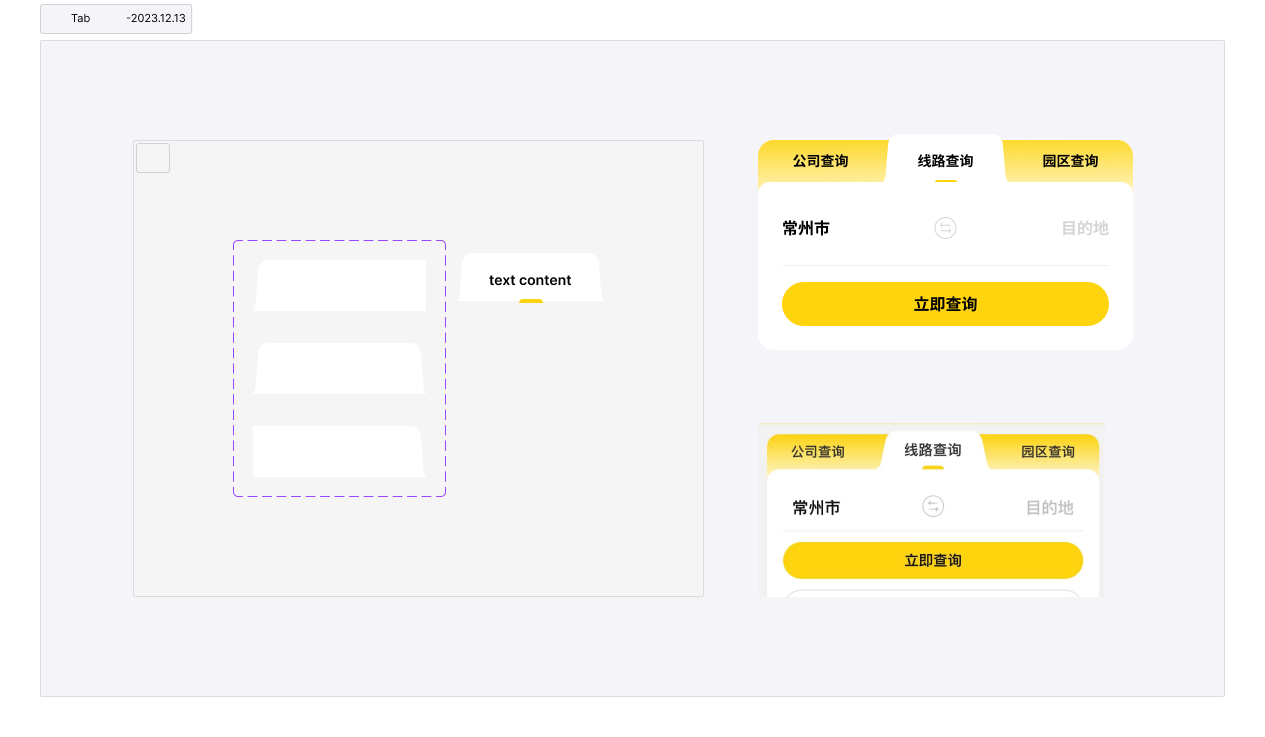 Tab -2023.12.13
text content
公司查询 线路查询 园区查询
常州市 目的地
立即查询
公司查询 线路查询 园区查询
常州市 目的地
立即查询